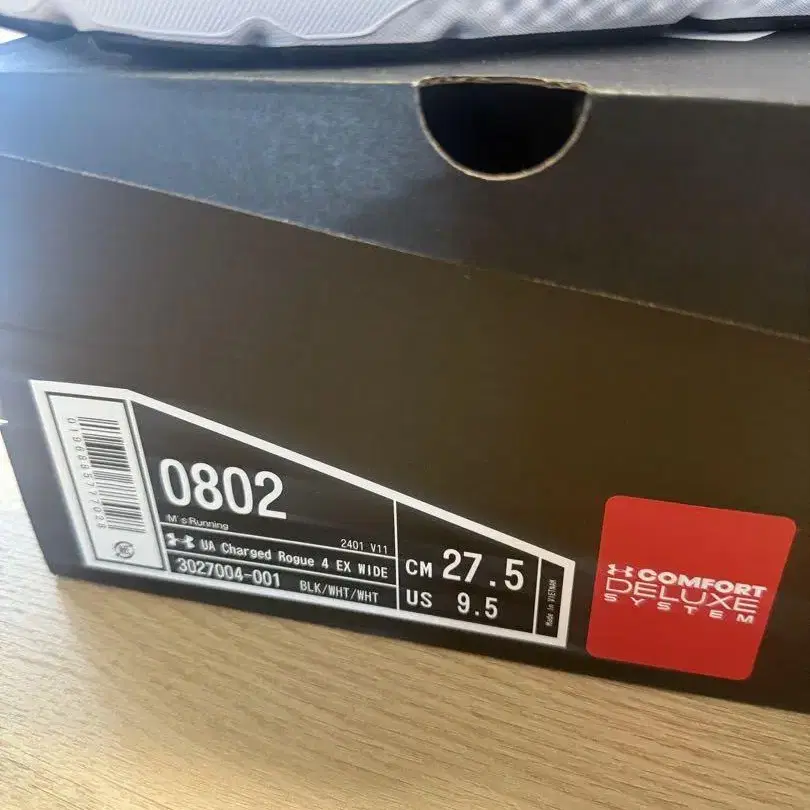 0196885777028
0802
M's Running
2401 V11
UA Charged Rogue 4 EX WIDE
3027004-001
BLK/WHT/WHT
CM 27.5
US 9.5
Made in VIETNAM
COMFORT
DELUXE
SYSTEM